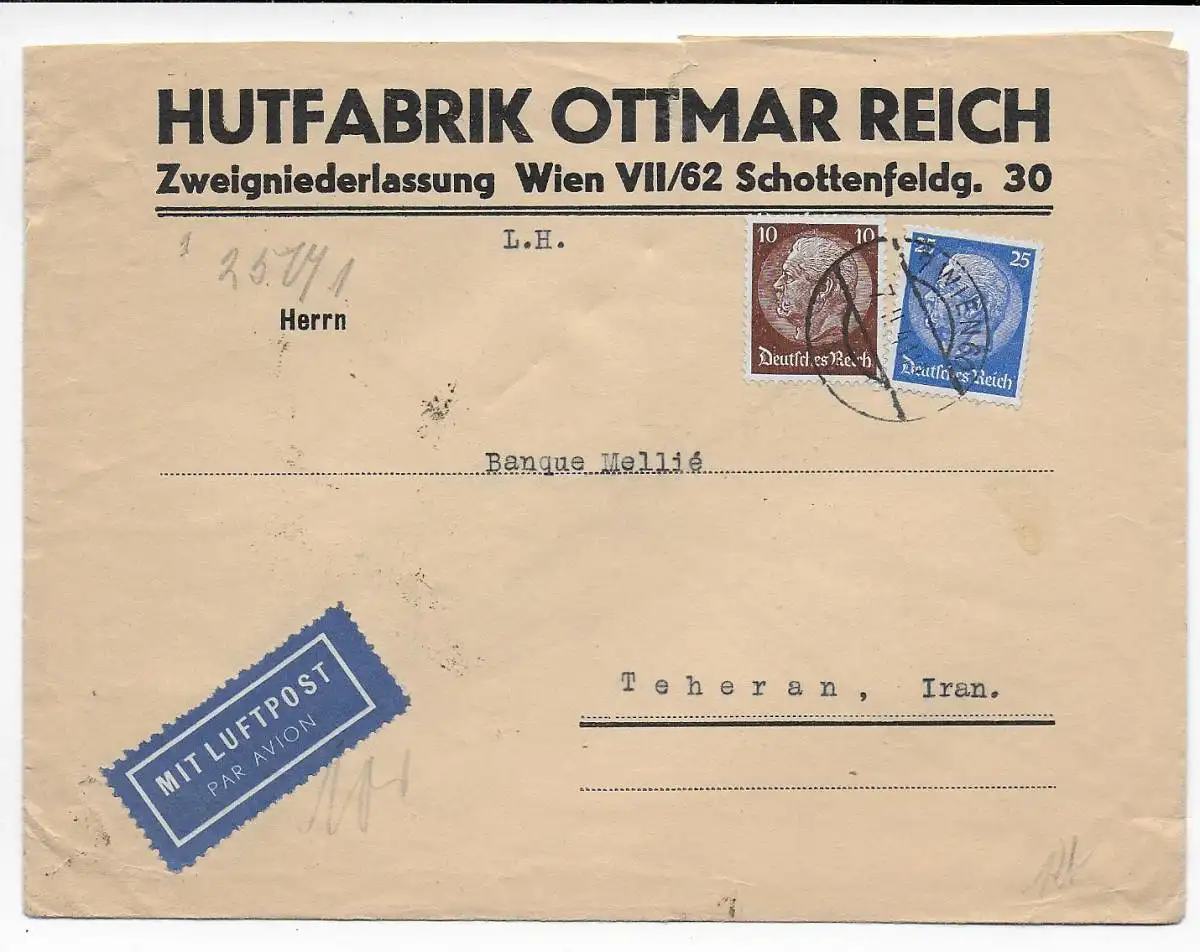 HUTFABRIK OTTMAR REICH
Zweigniederlassung Wien VII/62 Schottenfeldg. 30
L.H.
10 10
Deutsches Reich
25 25
Deutsches Reich
WIEN 62
Herrn
Banque Mellié
Teheran, Iran.
MIT LUFTPOST
PAR AVION